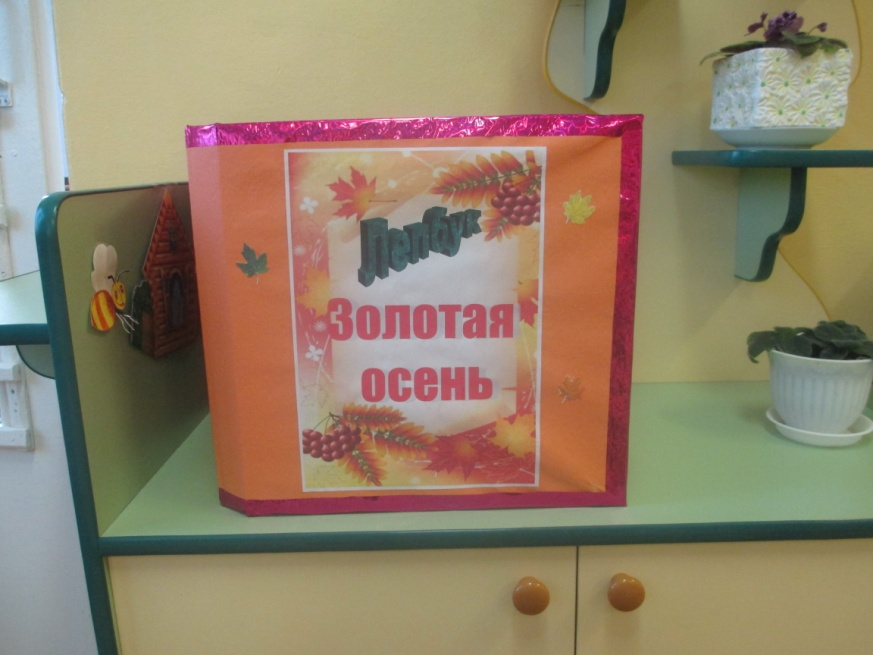 Лепбук
Золотая
осень